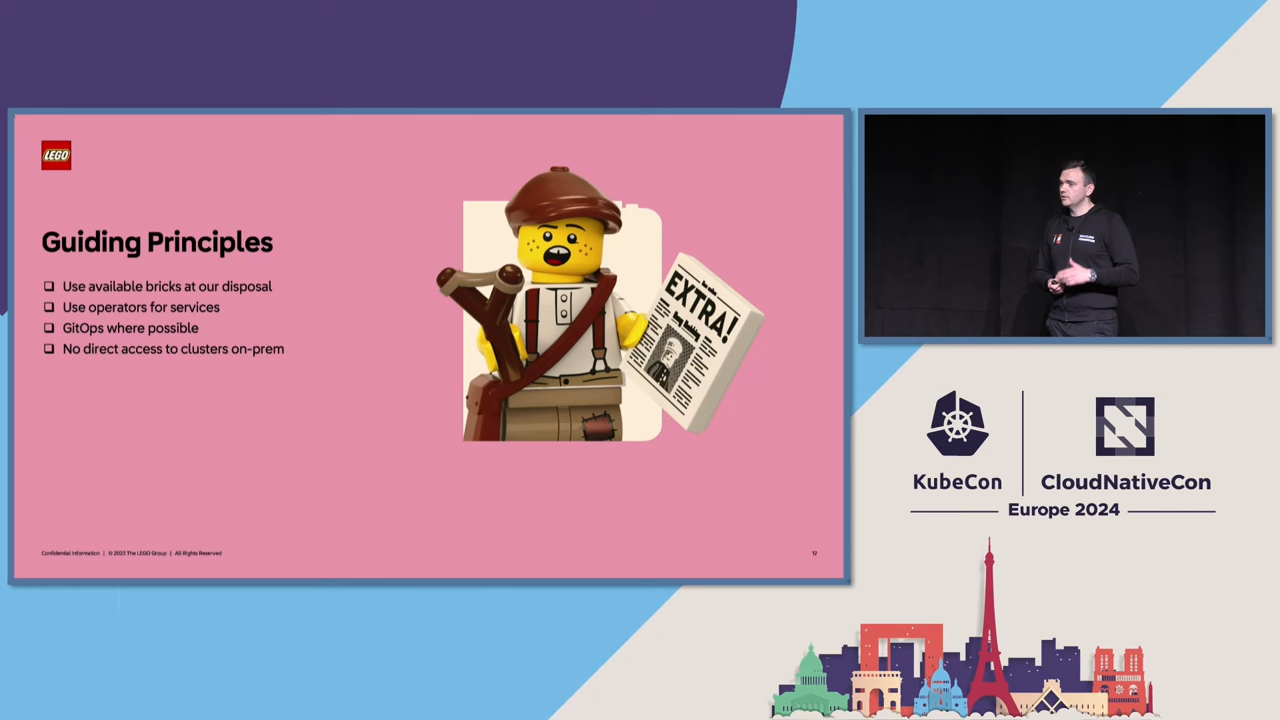 LEGO
Guiding Principles
Use available bricks at our disposal
Use operators for services
GitOps where possible
No direct access to clusters on-prem
EXTRA!
Confidential Information | © 2023 The LEGO Group | All Rights Reserved
12
KubeCon
CloudNativeCon
Europe 2024